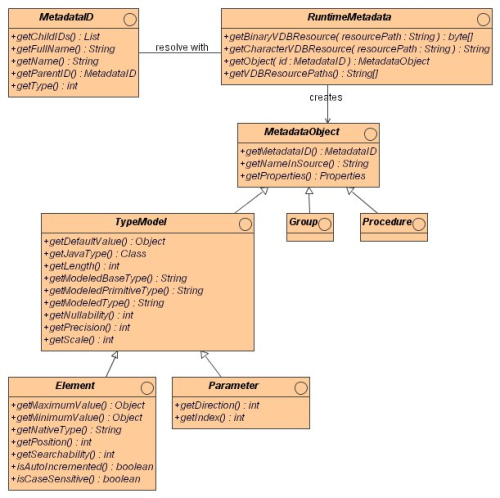 MetadataID
+getChildIDs() : List
+getFullName() : String
+getName() : String
+getParentID() : MetadataID
+getType() : int
resolve with
RuntimeMetadata
+getBinaryVDBResource( resourcePath : String ) : byte[]
+getCharacterVDBResource( resourcePath : String ) : String
+getObject( id : MetadataID ) : MetadataObject
+getVDBResourcePaths() : String[]
creates
MetadataObject
+getMetadataID() : MetadataID
+getNameInSource() : String
+getProperties() : Properties
TypeModel
+getDefaultValue() : Object
+getJavaType() : Class
+getLength() : int
+getModeledBaseType() : String
+getModeledPrimitiveType() : String
+getModeledType() : String
+getNullability() : int
+getPrecision() : int
+getScale() : int
Group
Procedure
Element
+getMaximumValue() : Object
+getMinimumValue() : Object
+getNativeType() : String
+getPosition() : int
+getSearchability() : int
+isAutoIncremented() : boolean
+isCaseSensitive() : boolean
Parameter
+getDirection() : int
+getIndex() : int